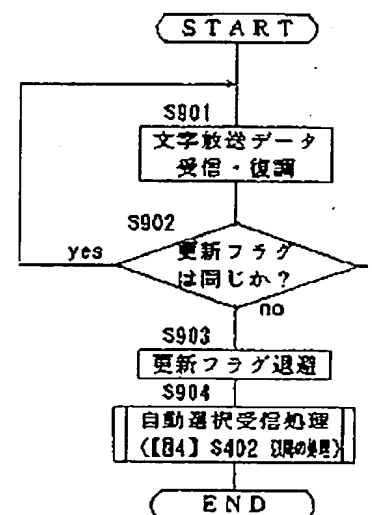 START
S901
文字放送データ
受信・復調
S902
更新フラグ
は同じか?
yes
no
S903
更新フラグ退避
S904
自動選択受信処理
(【図4】 S402 以降の処理)
END